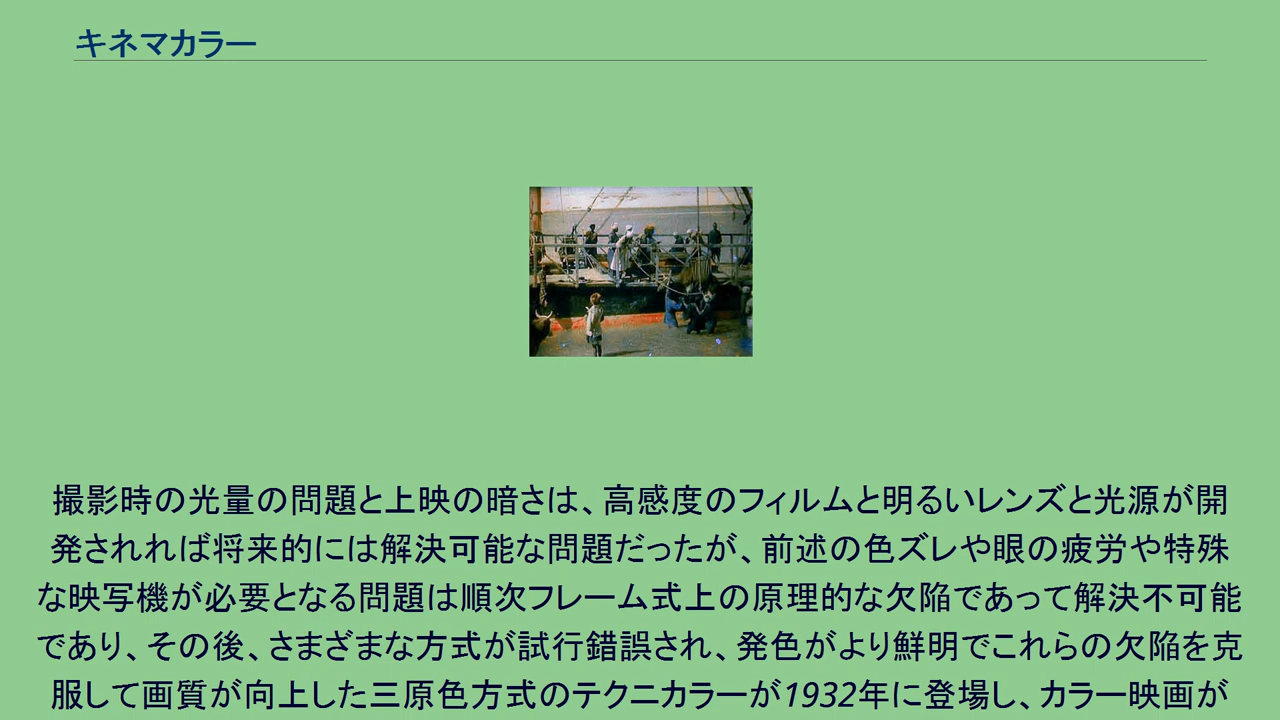 キネマカラー
撮影時の光量の問題と上映の暗さは、高感度のフィルムと明るいレンズと光源が開
発されれば将来的には解決可能な問題だったが、前述の色ズレや眼の疲労や特殊
な映写機が必要となる問題は順次フレーム式上の原理的な欠陥であって解決不可能
であり、その後、さまざまな方式が試行錯誤され、発色がより鮮明でこれらの欠陥を克
服して画質が向上した三原色方式のテクニカラーが1932年に登場し、カラー映画が